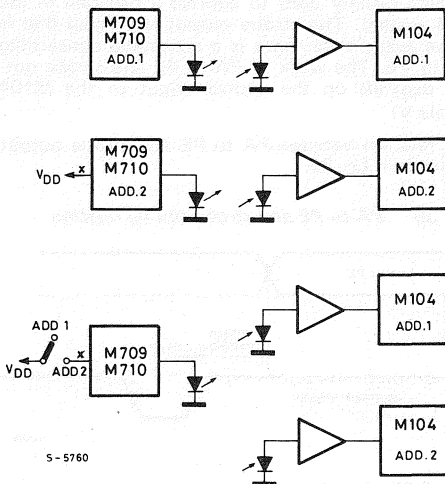 M709
M710
ADD.1
M104
ADD.1
VDD
x
M709
M710
ADD.2
M104
ADD.2
ADD 1
VDD
ADD2
x
M709
M710
M104
ADD.1
M104
ADD.2
S-5760